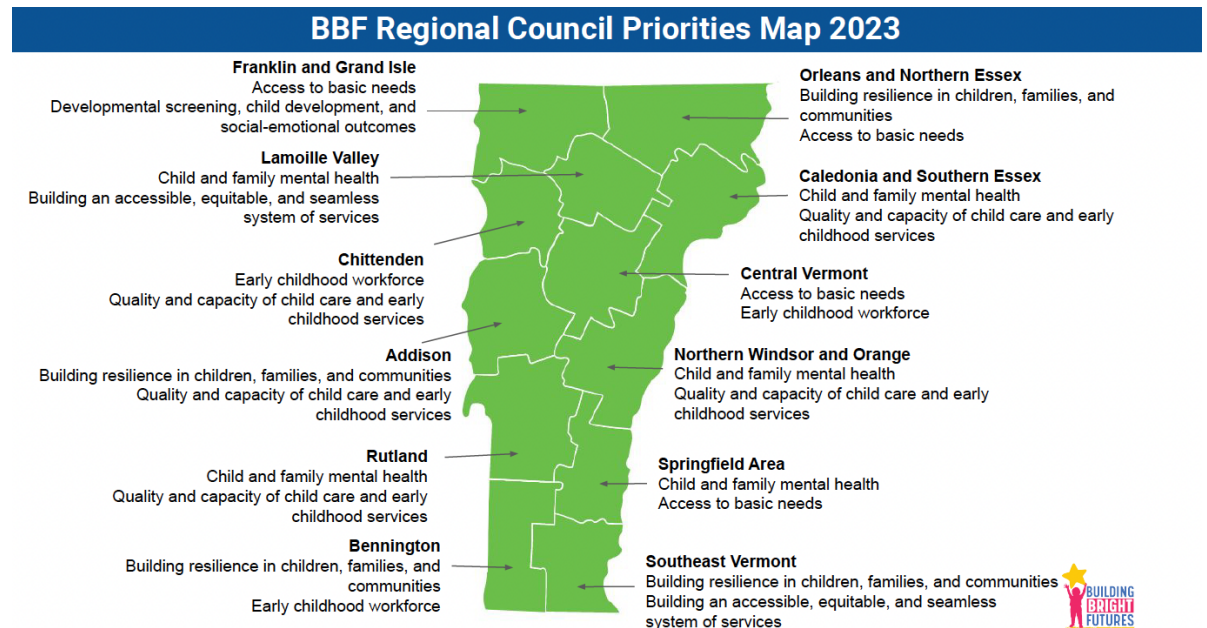 BBF Regional Council Priorities Map 2023
Franklin and Grand Isle
Access to basic needs
Developmental screening, child development, and
social-emotional outcomes
Lamoille Valley
Child and family mental health
Building an accessible, equitable, and seamless
system of services
Chittenden
Early childhood workforce
Quality and capacity of child care and early
childhood services
Addison
Building resilience in children, families, and communities
Quality and capacity of child care and early
childhood services
Rutland
Child and family mental health
Quality and capacity of child care and early
childhood services
Bennington
Building resilience in children, families, and
communities
Early childhood workforce
Orleans and Northern Essex
Building resilience in children, families, and
communities
Access to basic needs
Caledonia and Southern Essex
Child and family mental health
Quality and capacity of child care and early
childhood services
Central Vermont
Access to basic needs
Early childhood workforce
Northern Windsor and Orange
Child and family mental health
Quality and capacity of child care and early
childhood services
Springfield Area
Child and family mental health
Access to basic needs
Southeast Vermont
Building resilience in children, families, and communities
Building an accessible, equitable, and seamless
system of services
BUILDING
BRIGHT
FUTURES